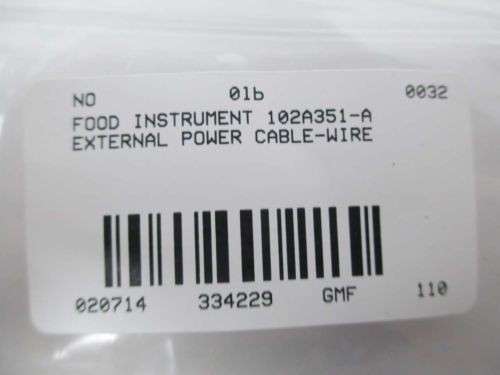 NO 01b 0032
FOOD INSTRUMENT 102A351-A
EXTERNAL POWER CABLE-WIRE
020714 334229 GMF 110